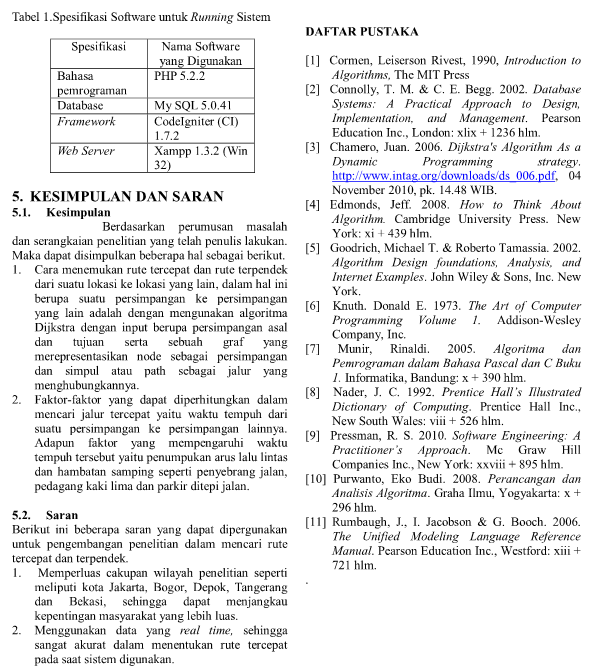 Tabel 1.Spesifikasi Software untuk Running Sistem
Spesifikasi
Nama Software
yang Digunakan
Bahasa
pemrograman
PHP 5.2.2
Database
My SQL 5.0.41
Framework
CodeIgniter (CI)
1.7.2
Web Server
Xampp 1.3.2 (Win
32)
5. KESIMPULAN DAN SARAN
5.1. Kesimpulan
Berdasarkan perumusan masalah
dan serangkaian penelitian yang telah penulis lakukan.
Maka dapat disimpulkan beberapa hal sebagai berikut.
1. Cara menemukan rute tercepat dan rute terpendek
dari suatu lokasi ke lokasi yang lain, dalam hal ini
berupa suatu persimpangan ke persimpangan
yang lain adalah dengan mengunakan algoritma
Dijkstra dengan input berupa persimpangan asal
dan tujuan serta sebuah graf yang
merepresentasikan node sebagai persimpangan
dan simpul atau path sebagai jalur yang
menghubungkannya.
2. Faktor-faktor yang dapat diperhitungkan dalam
mencari jalur tercepat yaitu waktu tempuh dari
suatu persimpangan ke persimpangan lainnya.
Adapun faktor yang mempengaruhi waktu
tempuh tersebut yaitu penumpukan arus lalu lintas
dan hambatan samping seperti penyebrang jalan,
pedagang kaki lima dan parkir ditepi jalan.
5.2. Saran
Berikut ini beberapa saran yang dapat dipergunakan
untuk pengembangan penelitian dalam mencari rute
tercepat dan terpendek.
1. Memperluas cakupan wilayah penelitian seperti
meliputi kota Jakarta, Bogor, Depok, Tangerang
dan Bekasi, sehingga dapat menjangkau
kepentingan masyarakat yang lebih luas.
2. Menggunakan data yang real time, sehingga
sangat akurat dalam menentukan rute tercepat
pada saat sistem digunakan.
DAFTAR PUSTAKA
[1] Cormen, Leiserson Rivest, 1990, Introduction to
Algorithms, The MIT Press
[2] Connolly, T. M. & C. E. Begg. 2002. Database
Systems: A Practical Approach to Design,
Implementation, and Management. Pearson
Education Inc., London: xlix + 1236 hlm.
[3] Chamero, Juan. 2006. Dijkstra's Algorithm As a
Dynamic Programming strategy.
http://www.intag.org/downloads/ds_006.pdf, 04
November 2010, pk. 14.48 WIB.
[4] Edmonds, Jeff. 2008. How to Think About
Algorithm. Cambridge University Press. New
York: xi + 439 hlm.
[5] Goodrich, Michael T. & Roberto Tamassia. 2002.
Algorithm Design foundations, Analysis, and
Internet Examples. John Wiley & Sons, Inc. New
York.
[6] Knuth. Donald E. 1973. The Art of Computer
Programming Volume 1. Addison-Wesley
Company, Inc.
[7] Munir, Rinaldi. 2005. Algoritma dan
Pemrograman dalam Bahasa Pascal dan C Buku
1. Informatika, Bandung: x + 390 hlm.
[8] Nader, J. C. 1992. Prentice Hall's Illustrated
Dictionary of Computing. Prentice Hall Inc.,
New South Wales: viii + 526 hlm.
[9] Pressman, R. S. 2010. Software Engineering: A
Practitioner's Approach. Mc Graw Hill
Companies Inc., New York: xxviii + 895 hlm.
[10] Purwanto, Eko Budi. 2008. Perancangan dan
Analisis Algoritma. Graha Ilmu, Yogyakarta: x +
296 hlm.
[11] Rumbaugh, J., I. Jacobson & G. Booch. 2006.
The Unified Modeling Language Reference
Manual. Pearson Education Inc., Westford: xiii +
721 hlm.
.